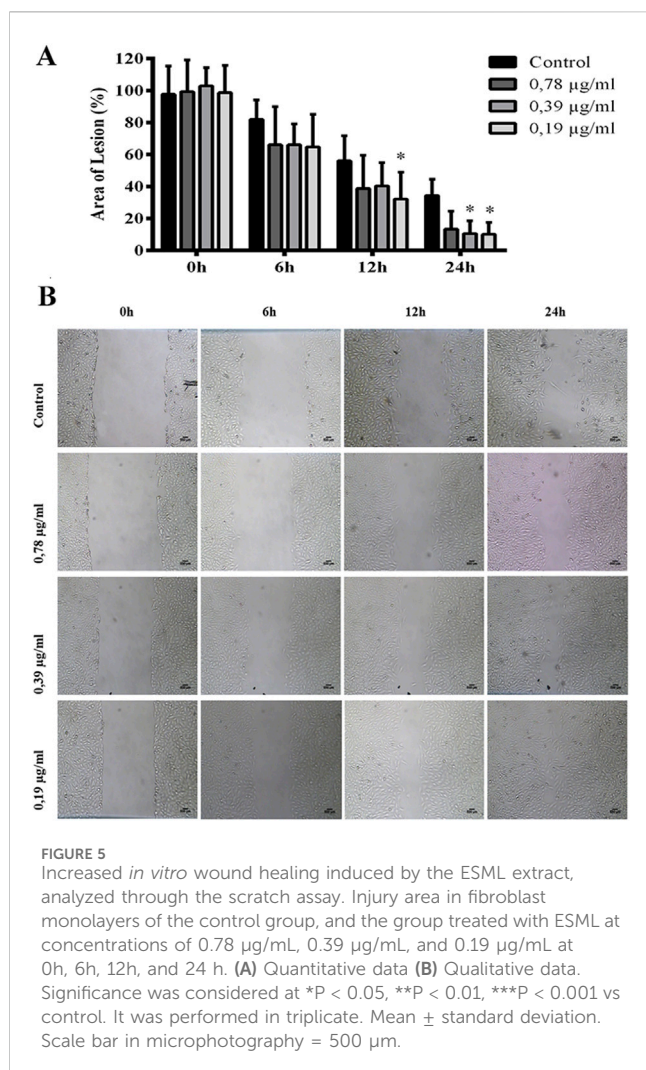 A
120
100
80
60
40
20
0
Area of Lesion (%)
Control
0,78 µg/ml
0,39 µg/ml
0,19 µg/ml
*
* *
0h 6h 12h 24h
B
0h 6h 12h 24h
Control
0,78 µg/ml
0,39 µg/ml
0,19 µg/ml
FIGURE 5
Increased in vitro wound healing induced by the ESML extract,
analyzed through the scratch assay. Injury area in fibroblast
monolayers of the control group, and the group treated with ESML at
concentrations of 0.78 µg/mL, 0.39 µg/mL, and 0.19 µg/mL at
0h, 6h, 12h, and 24 h. (A) Quantitative data (B) Qualitative data.
Significance was considered at *P < 0.05, **P < 0.01, ***P < 0.001 vs
control. It was performed in triplicate. Mean ± standard deviation.
Scale bar in microphotography = 500 µm.